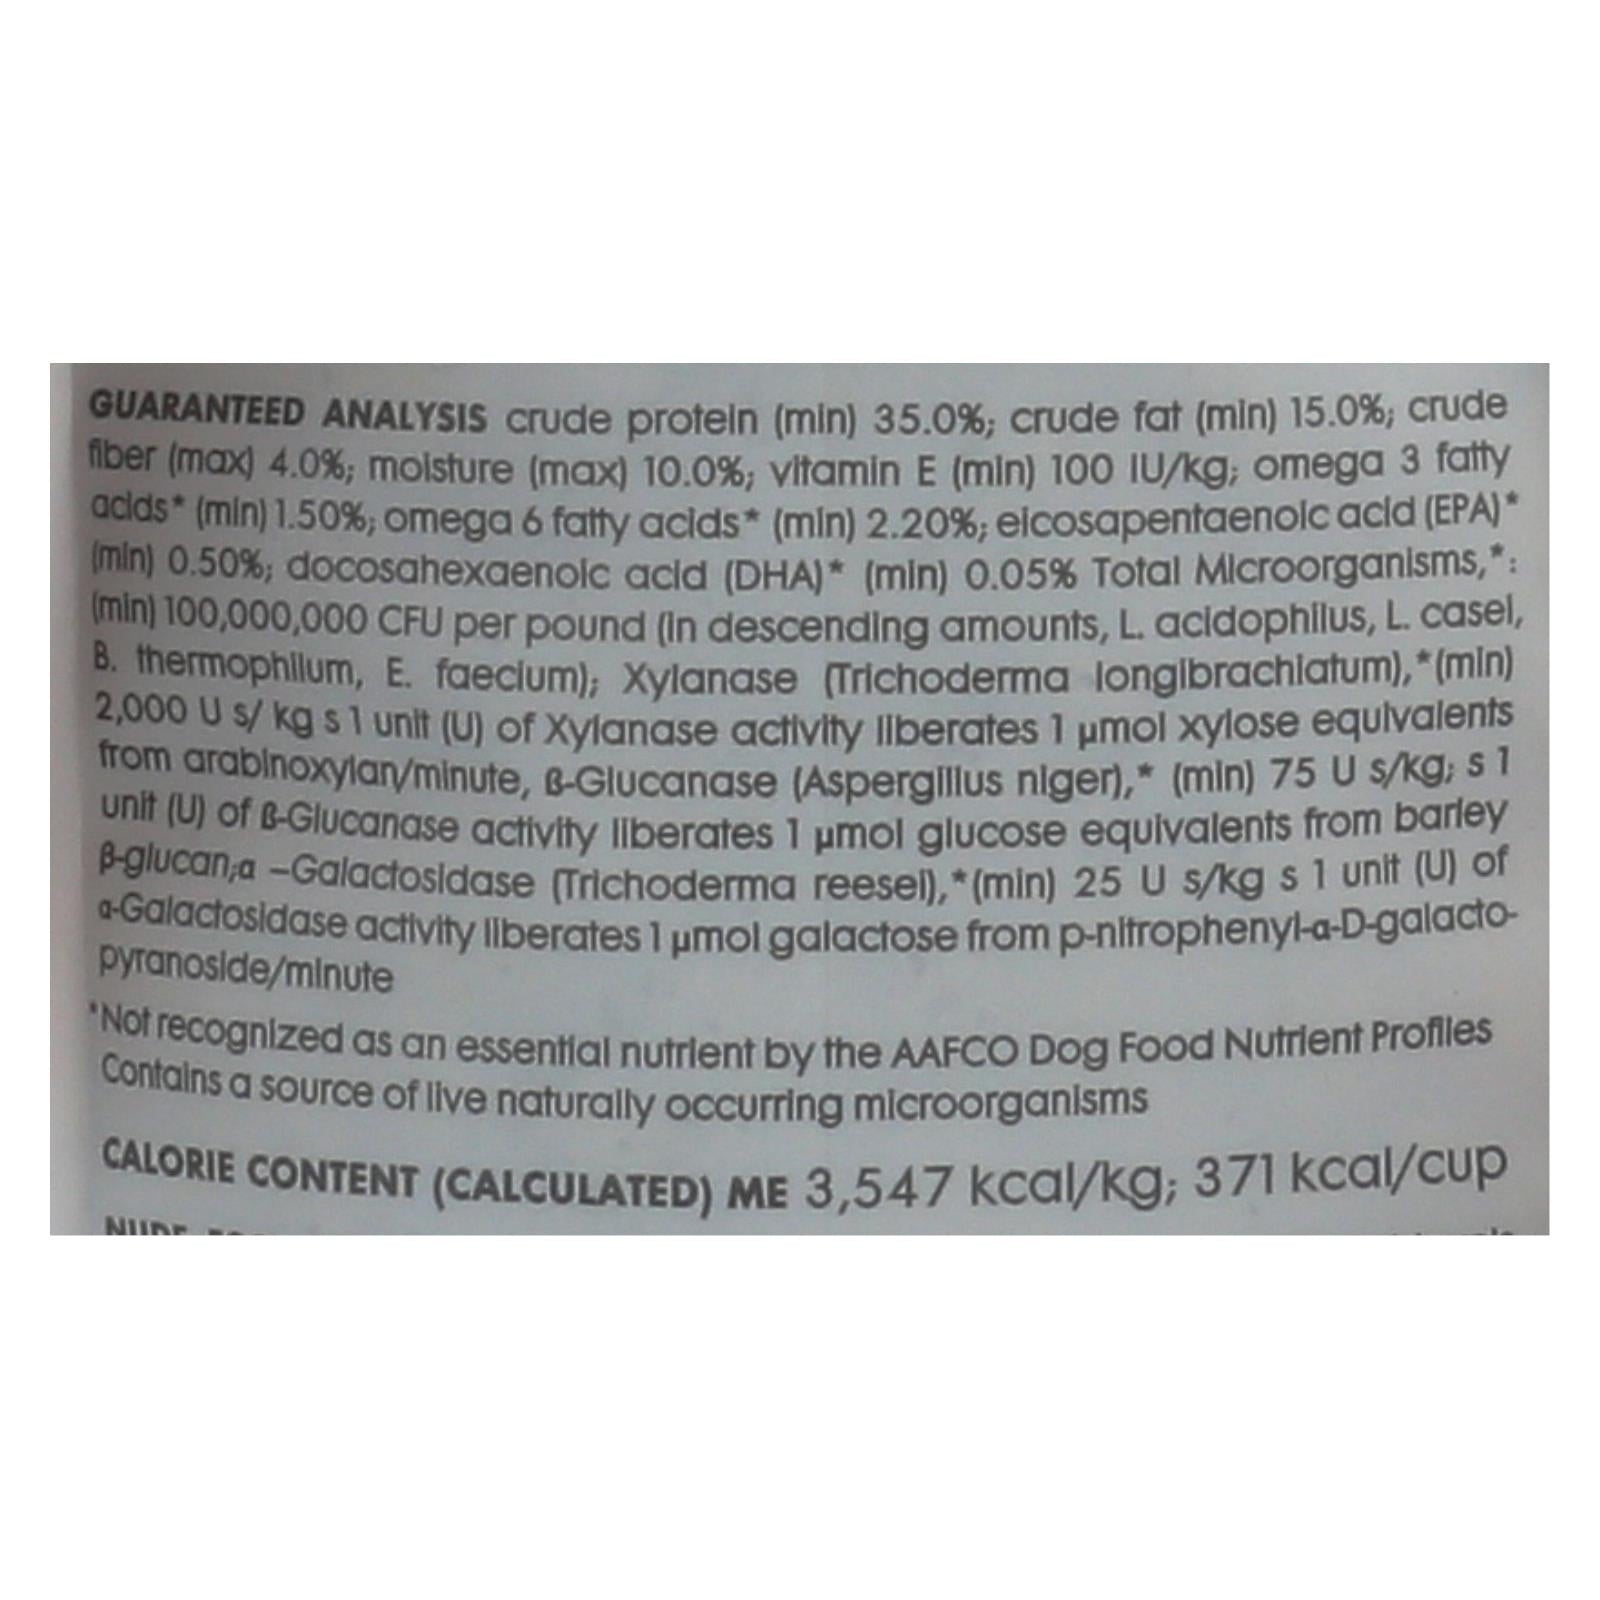 GUARANTEED ANALYSIS crude protein (min) 35.0%; crude fat (min) 15.0%; crude
fiber (max) 4.0%; moisture (max) 10.0%; vitamin E (min) 100 IU/kg; omega 3 fatty
acids* (min) 1.50%; omega 6 fatty acids* (min) 2.20%; eicosapentaenoic acid (EPA)*
(min) 0.50%; docosahexaenoic acid (DHA)* (min) 0.05% Total Microorganisms,*:
(min) 100,000,000 CFU per pound (in descending amounts, L. acidophilus, L. casei,
B. thermophilum, E. faecium); Xylanase (Trichoderma longibrachiatum),*(min)
2,000 U s/ kg s 1 unit (U) of Xylanase activity liberates 1 µmol xylose equivalents
from arabinoxylan/minute, ß-Glucanase (Aspergillus niger),* (min) 75 U s/kg; s 1
unit (U) of ß-Glucanase activity liberates 1 µmol glucose equivalents from barley
β-glucan;α –Galactosidase (Trichoderma reesei),*(min) 25 U s/kg s 1 unit (U) of
α-Galactosidase activity liberates 1 µmol galactose from p-nitrophenyl-α-D-galacto-
pyranoside/minute
*Not recognized as an essential nutrient by the AAFCO Dog Food Nutrient Profiles
Contains a source of live naturally occurring microorganisms
CALORIE CONTENT (CALCULATED) ME 3,547 kcal/kg; 371 kcal/cup